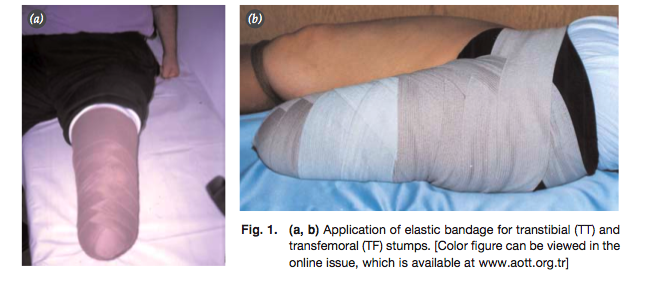 (a)
(b)
Fig. 1. (a, b) Application of elastic bandage for transtibial (TT) and
transfemoral (TF) stumps. [Color figure can be viewed in the
online issue, which is available at www.aott.org.tr]